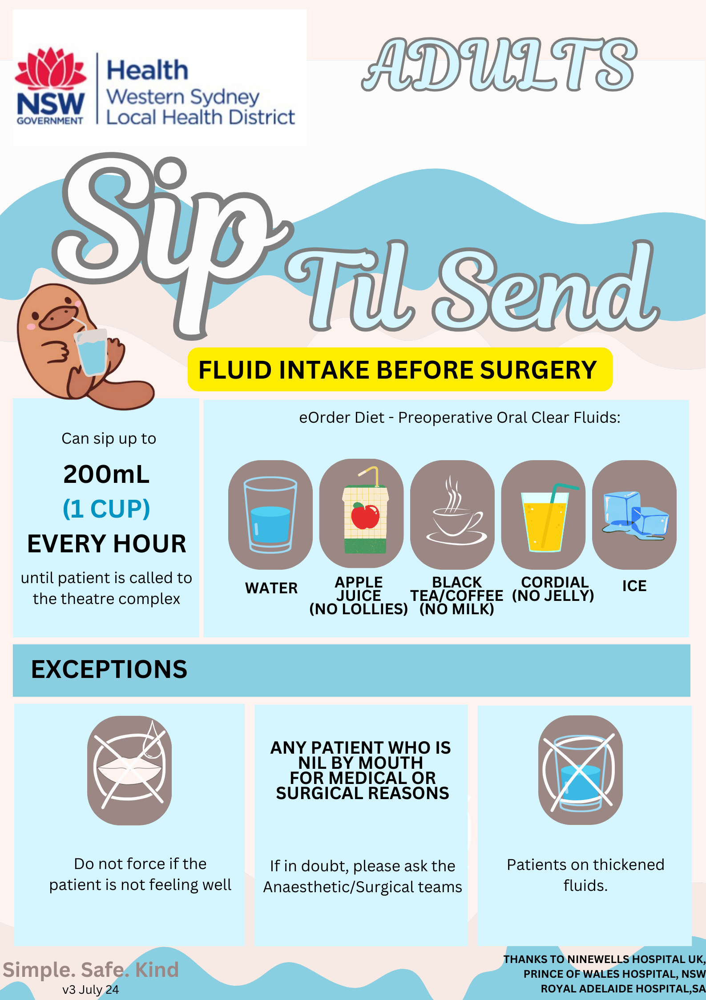 NSW
GOVERNMENT
Health
Western Sydney
Local Health District
ADULTS
Sip
Til Send
FLUID INTAKE BEFORE SURGERY
Can sip up to
200mL
(1 CUP)
EVERY HOUR
until patient is called to
the theatre complex
eOrder Diet - Preoperative Oral Clear Fluids:
WATER
APPLE
JUICE
(NO LOLLIES)
BLACK
TEA/COFFEE
(NO MILK)
CORDIAL
(NO JELLY)
ICE
EXCEPTIONS
Do not force if the
patient is not feeling well
ANY PATIENT WHO IS
NIL BY MOUTH
FOR MEDICAL OR
SURGICAL REASONS
If in doubt, please ask the
Anaesthetic/Surgical teams
Patients on thickened
fluids.
Simple. Safe. Kind
v3 July 24
THANKS TO NINEWELLS HOSPITAL UK,
PRINCE OF WALES HOSPITAL, NSW
ROYAL ADELAIDE HOSPITAL,SA